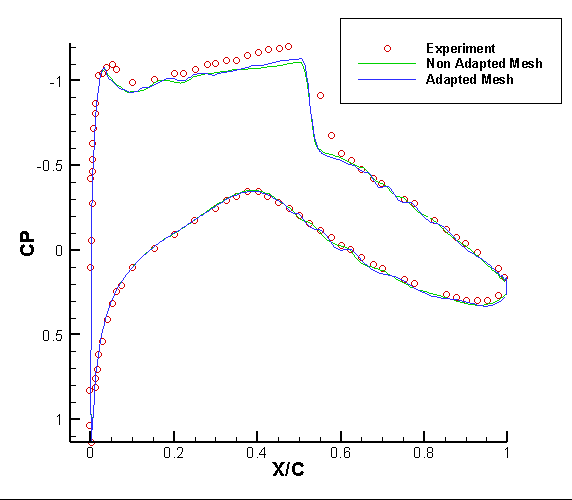 Experiment
Non Adapted Mesh
Adapted Mesh
-1
-0.5
0
0.5
1
CP
0
0.2
0.4
0.6
0.8
1
X/C